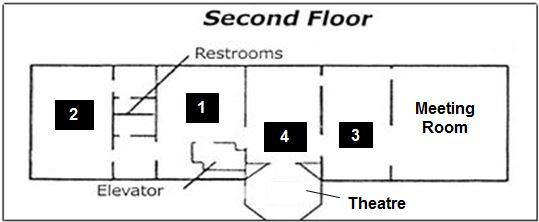 Second Floor
Restrooms
1
2
4
3
Meeting
Room
Elevator
Theatre